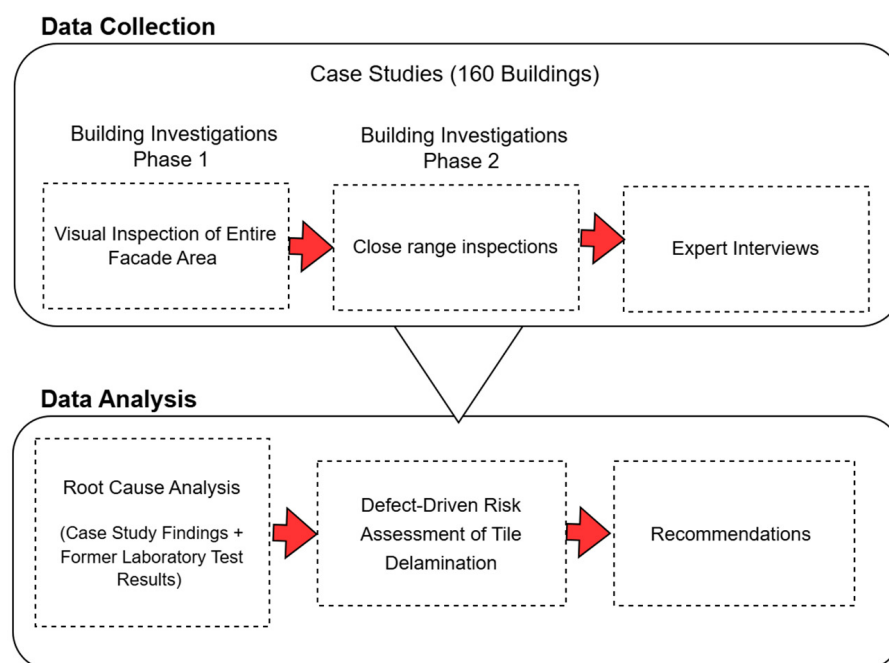 Data Collection
Case Studies (160 Buildings)
Building Investigations
Phase 1
Visual Inspection of Entire
Facade Area
Building Investigations
Phase 2
Close range inspections
Expert Interviews
Data Analysis
Root Cause Analysis
(Case Study Findings +
Former Laboratory Test
Results)
Defect-Driven Risk
Assessment of Tile
Delamination
Recommendations